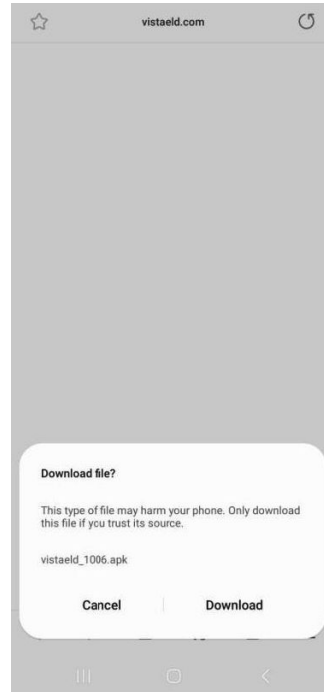 vistaeld.com
Download file?
This type of file may harm your phone. Only download
this file if you trust its source.
vistaeld_1006.apk
Cancel
Download